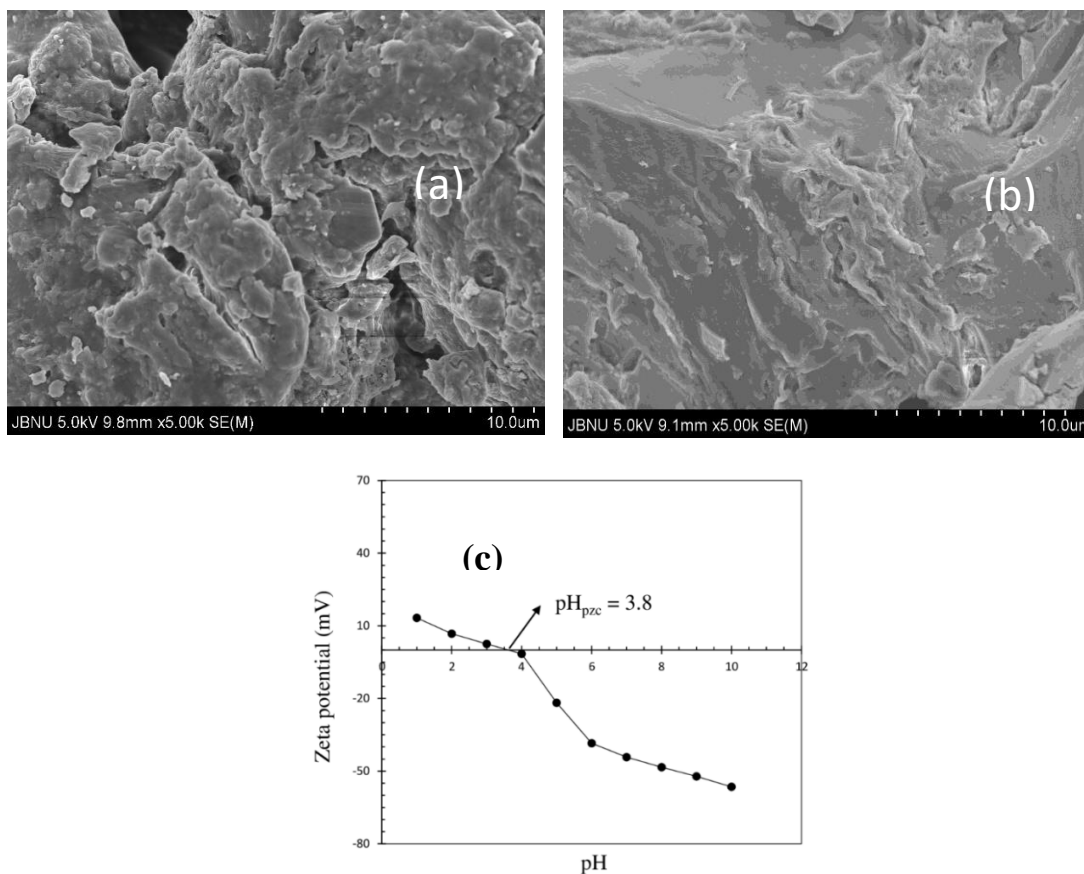 (a)
(b)
JBNU 5.0kV 9.8mm x5.00k SE(M)
10.0um
JBNU 5.0kV 9.1mm x5.00k SE(M)
10.0um
70
40
10
-20
-50
-80
0
2
4
6
8
10
12
(c)
pHpzc = 3.8
Zeta potential (mV)
pH